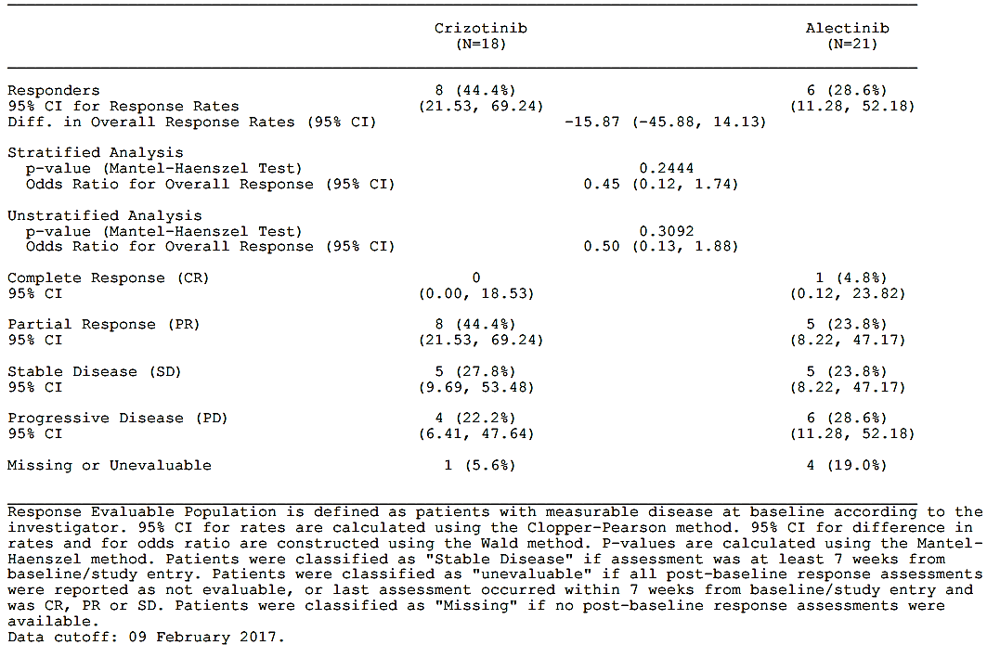 Crizotinib Alectinib
(N=18) (N=21)
Responders 8 (44.4%) 6 (28.6%)
95% CI for Response Rates (21.53, 69.24) (11.28, 52.18)
Diff. in Overall Response Rates (95% CI) -15.87 (-45.88, 14.13)
Stratified Analysis
p-value (Mantel-Haenszel Test) 0.2444
Odds Ratio for Overall Response (95% CI) 0.45 (0.12, 1.74)
Unstratified Analysis
p-value (Mantel-Haenszel Test) 0.3092
Odds Ratio for Overall Response (95% CI) 0.50 (0.13, 1.88)
Complete Response (CR) 0 1 (4.8%)
95% CI (0.00, 18.53) (0.12, 23.82)
Partial Response (PR) 8 (44.4%) 5 (23.8%)
95% CI (21.53, 69.24) (8.22, 47.17)
Stable Disease (SD) 5 (27.8%) 5 (23.8%)
95% CI (9.69, 53.48) (8.22, 47.17)
Progressive Disease (PD) 4 (22.2%) 6 (28.6%)
95% CI (6.41, 47.64) (11.28, 52.18)
Missing or Unevaluable 1 (5.6%) 4 (19.0%)
Response Evaluable Population is defined as patients with measurable disease at baseline according to the
investigator. 95% CI for rates are calculated using the Clopper-Pearson method. 95% CI for difference in
rates and for odds ratio are constructed using the Wald method. P-values are calculated using the Mantel-
Haenszel method. Patients were classified as "Stable Disease" if assessment was at least 7 weeks from
baseline/study entry. Patients were classified as "unevaluable" if all post-baseline response assessments
were reported as not evaluable, or last assessment occurred within 7 weeks from baseline/study entry and
was CR, PR or SD. Patients were classified as "Missing" if no post-baseline response assessments were
available.
Data cutoff: 09 February 2017.